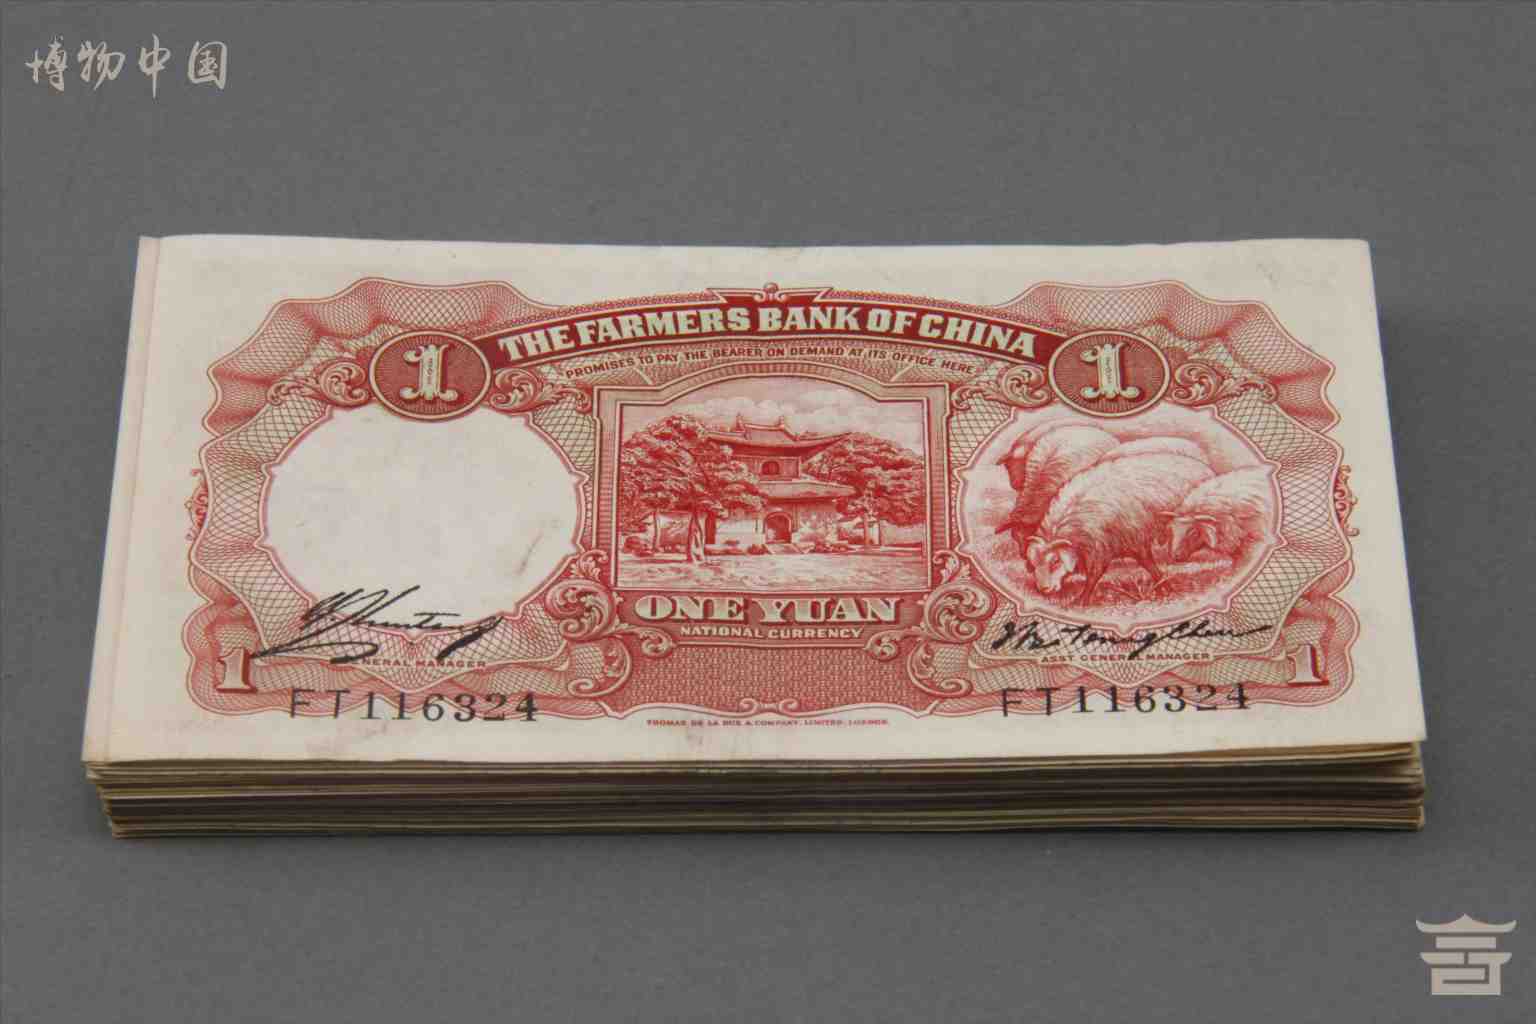 博物中国
THE FARMERS BANK OF CHINA
1
1
PROMISES TO PAY THE BEARER ON DEMAND AT ITS OFFICE HERE
ONE YUAN
NATIONAL CURRENCY
GENERAL MANAGER
ASST GENERAL MANAGER
1
1
FT116324
FT116324
THOMAS DE LA RUE & COMPANY, LIMITED, LONDON.